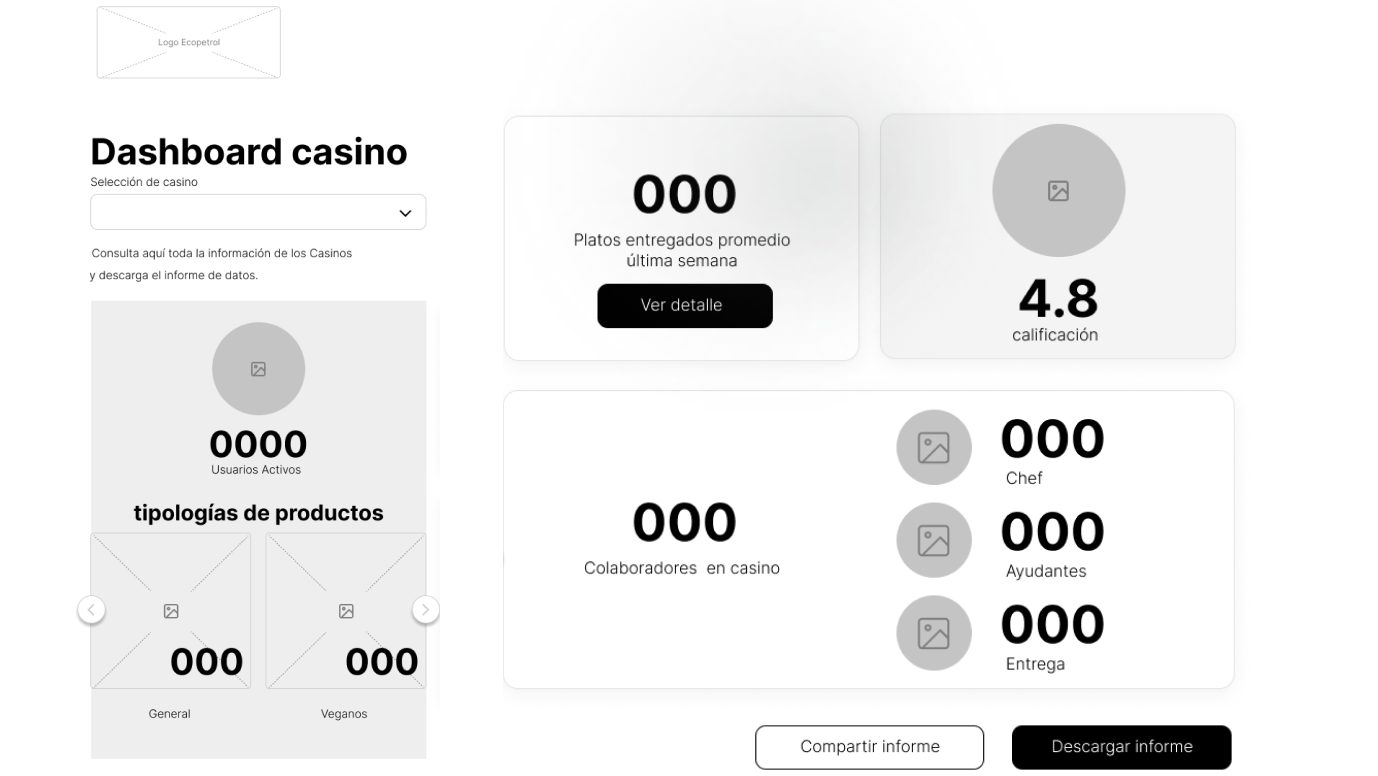 Logo Ecopetrol
Dashboard casino
Selección de casino
Consulta aquí toda la información de los Casinos
y descarga el informe de datos.
0000
Usuarios Activos
tipologías de productos
000
000
General
Veganos
000
Platos entregados promedio
última semana
Ver detalle
4.8
calificación
000
Colaboradores en casino
000
Chef
000
Ayudantes
000
Entrega
Compartir informe
Descargar informe